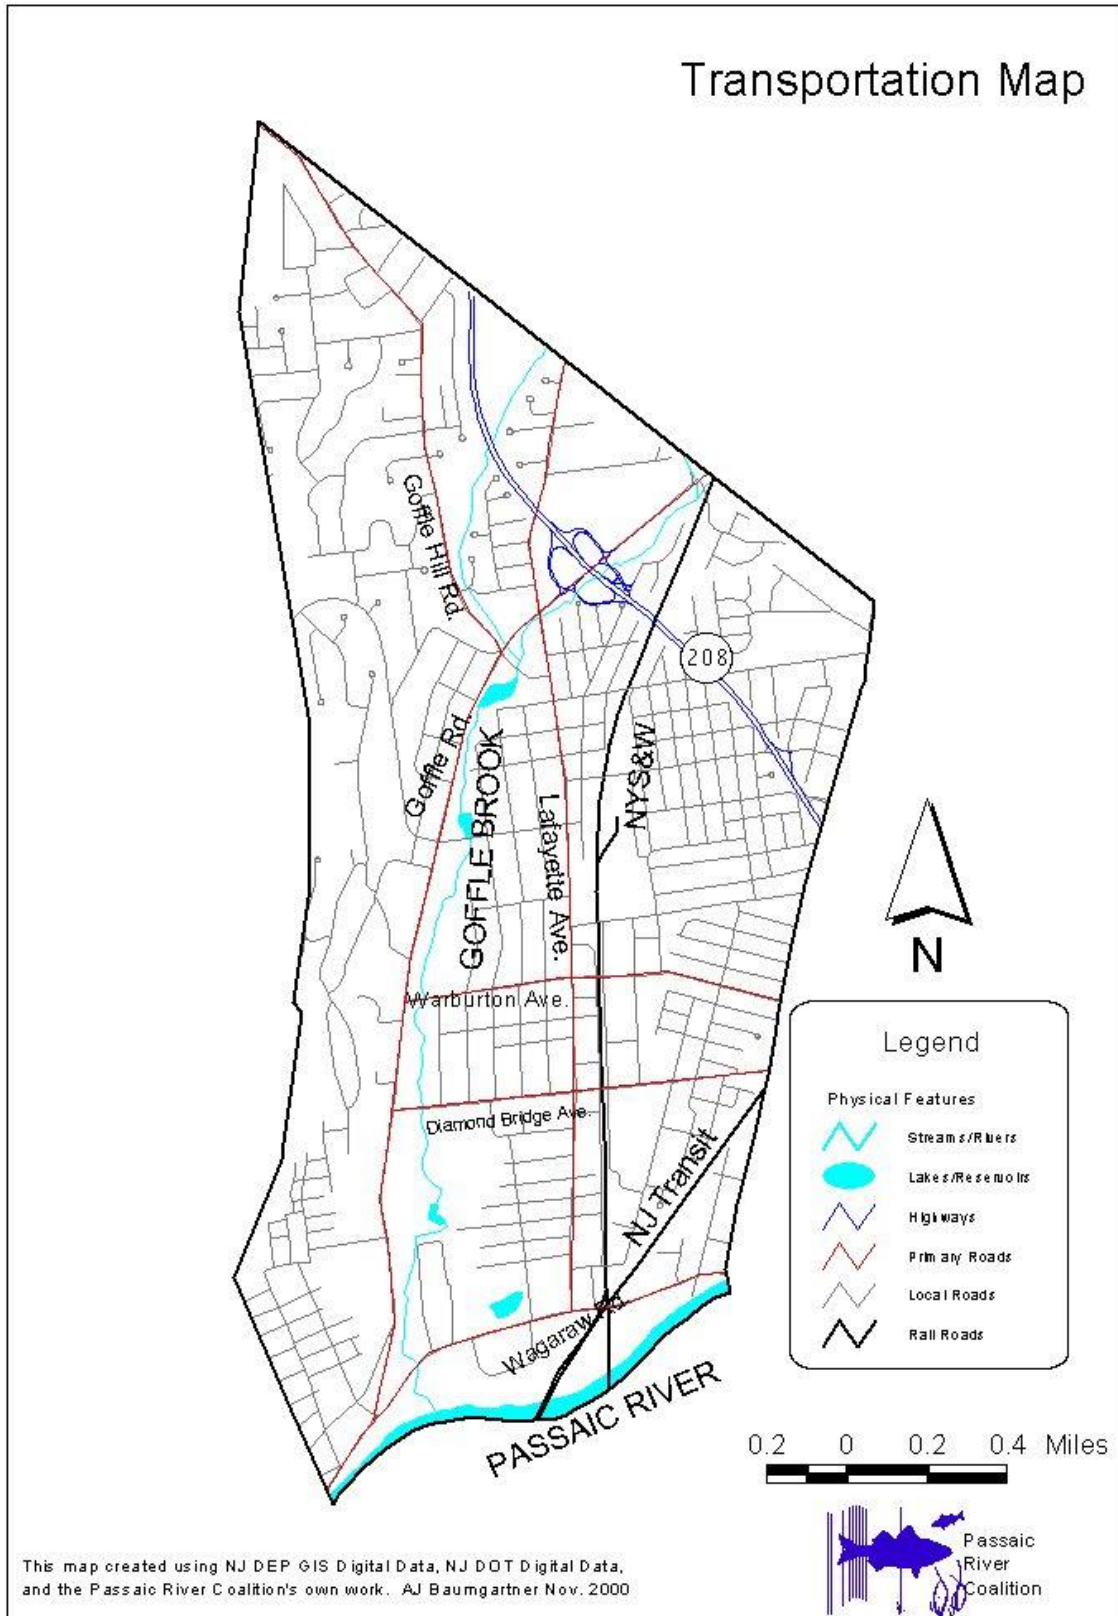 Transportation Map
Goffle Hill Rd.
208
Goffle Rd.
GOFFLE BROOK
NYS&W
Lafayette Ave.
Warburton Ave.
Diamond Bridge Ave.
NJ Transit
Wagaraw Rd.
PASSAIC RIVER
N
Legend
Physical Features
Streams/Rivers
Lakes/Reservoirs
Highways
Primary Roads
Local Roads
Rail Roads
0.2 0 0.2 0.4 Miles
Passaic
River
Coalition
This map created using NJ DEP GIS Digital Data, NJ DOT Digital Data,
and the Passaic River Coalition's own work. AJ Baumgartner Nov. 2000